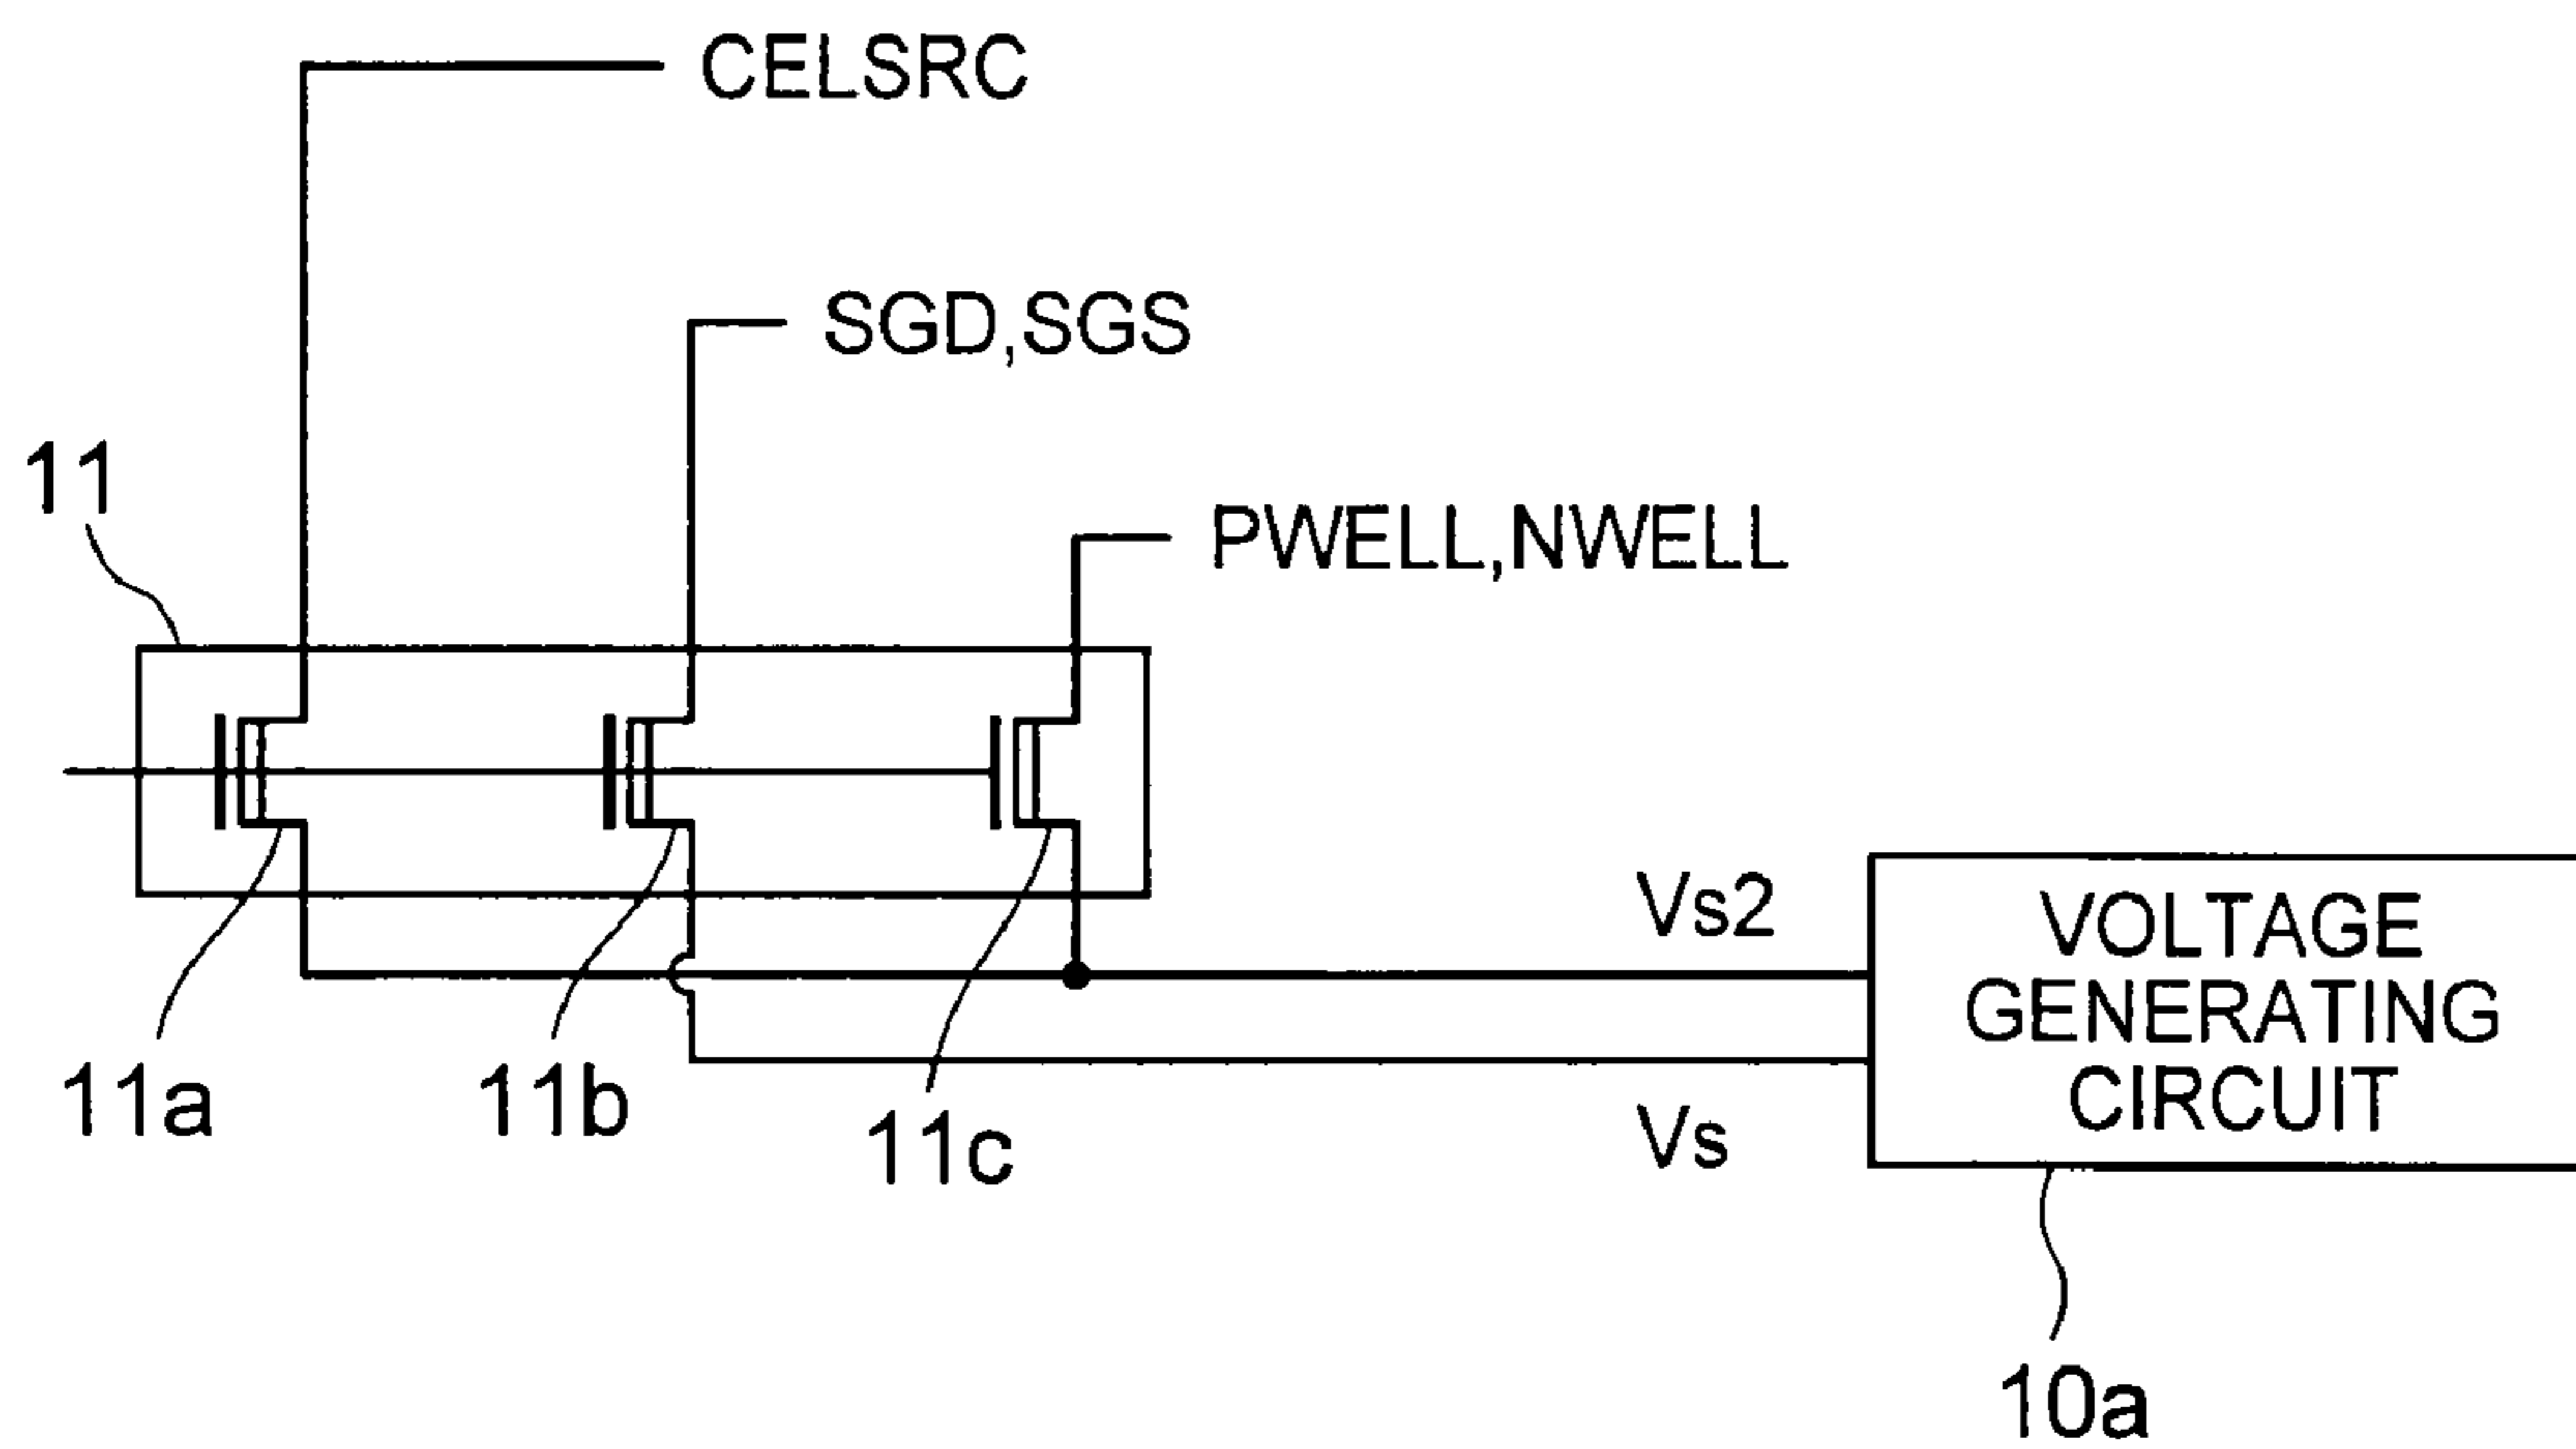 CELSRC
SGD,SGS
11
PWELL,NWELL
Vs2
VOLTAGE
GENERATING
CIRCUIT
11a
11b
11c
Vs
10a